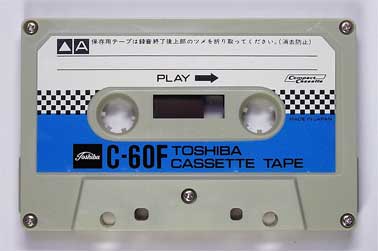 ▲A 保存用テープは録音終了後上部のツメを折り取ってください。(消去防止)
PLAY
Compact Cassette
MADE IN JAPAN
Toshiba C-60F TOSHIBA
CASSETTE TAPE